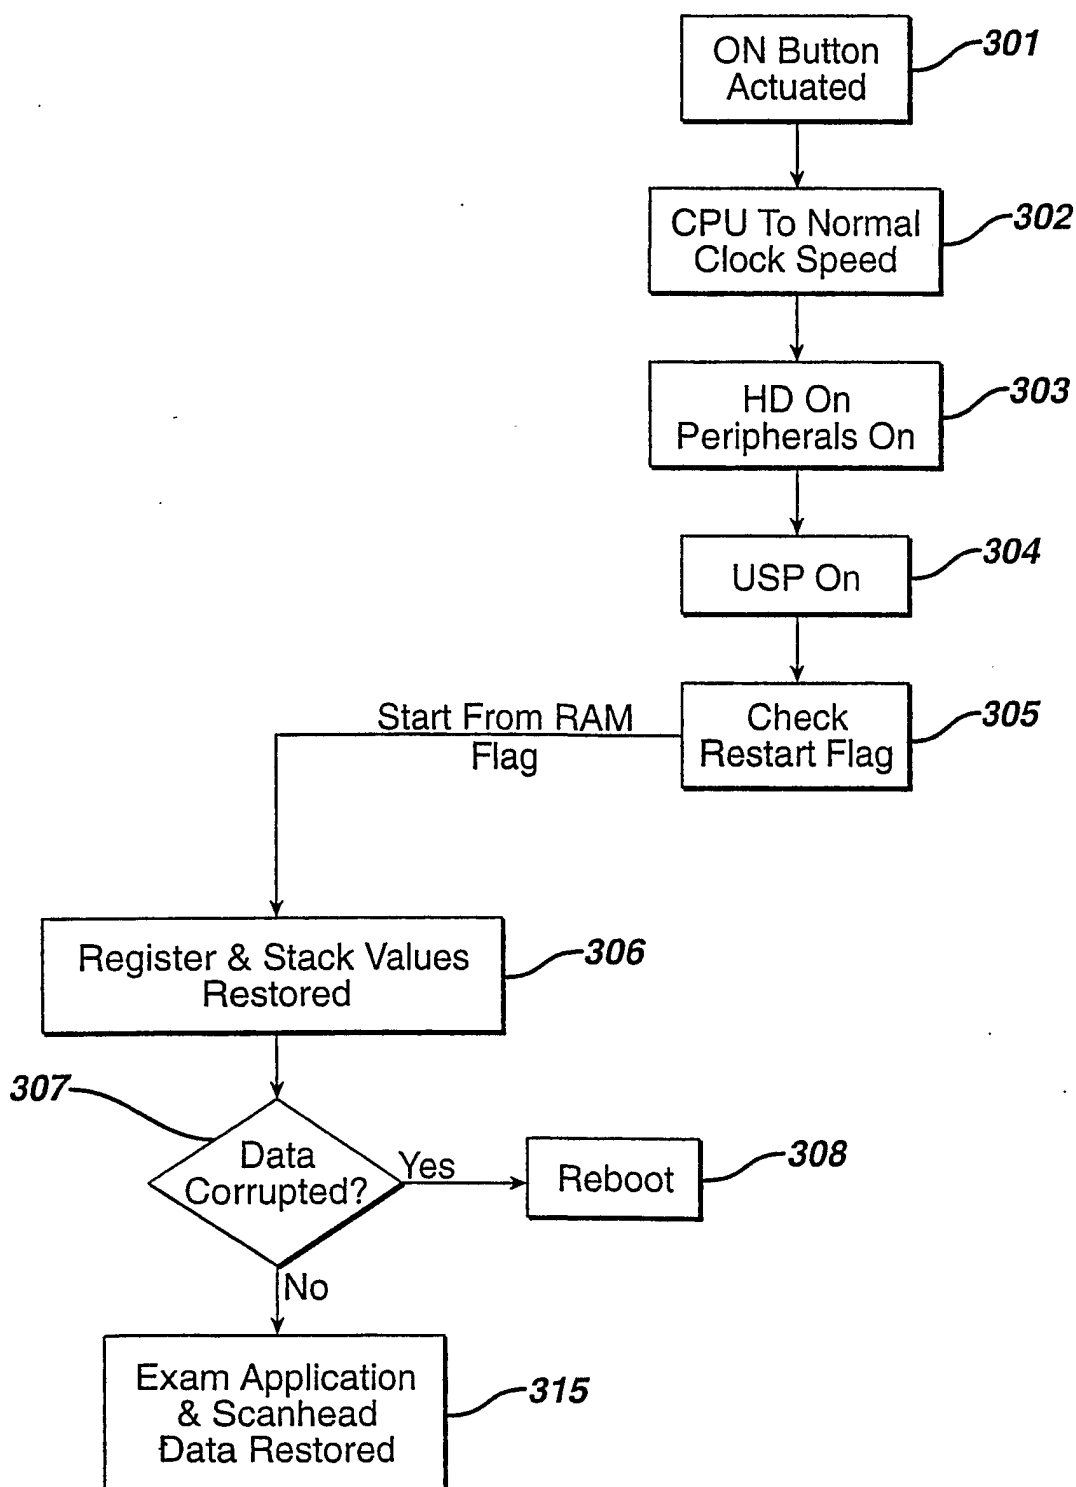 ON Button
Actuated
301
CPU To Normal
Clock Speed
302
HD On
Peripherals On
303
USP On
304
Check
Restart Flag
305
Start From RAM
Flag
Register & Stack Values
Restored
306
307
Data
Corrupted?
Yes
Reboot
308
No
Exam Application
& Scanhead
Data Restored
315